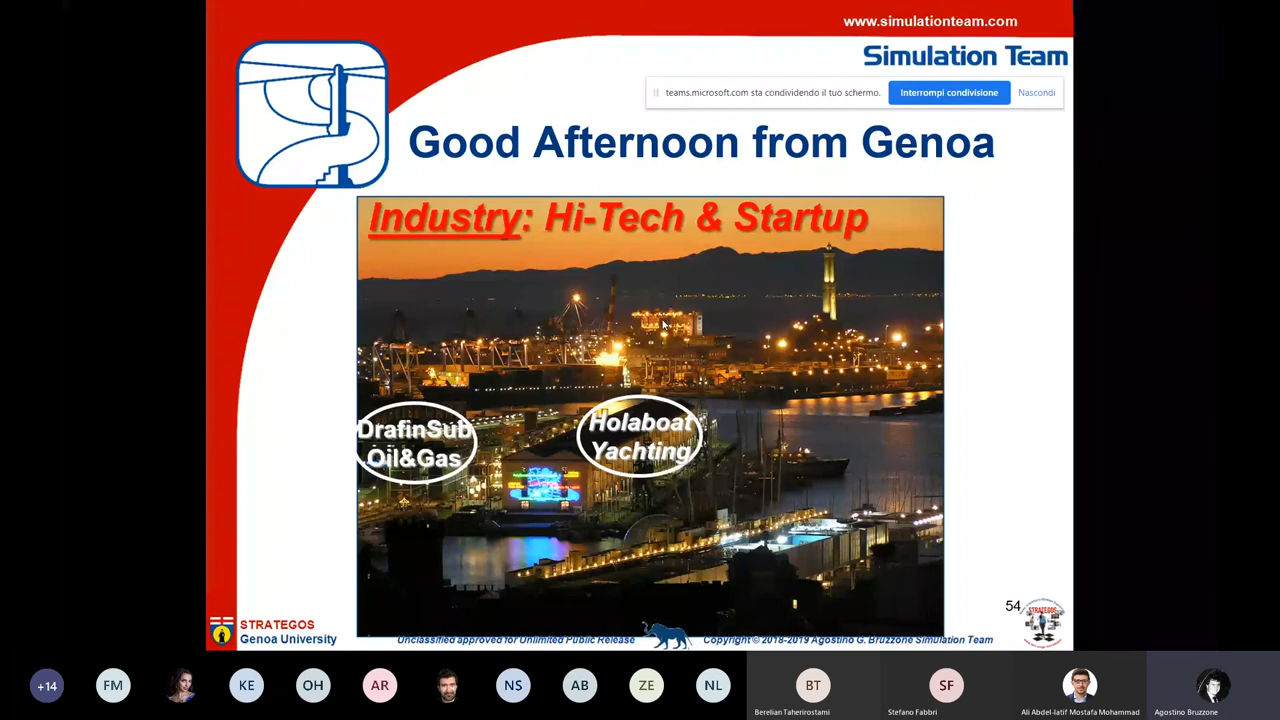 www.simulationteam.com
Simulation Team
teams.microsoft.com sta condividendo il tuo schermo.
Interrompi condivisione
Nascondi
Good Afternoon from Genoa
Industry: Hi-Tech & Startup
DrafinSub
Oil&Gas
Holaboat
Yachting
54
STRATEGOS
STRATEGOS
Genoa University
Unclassified approved for Unlimited Public Release
Copyright © 2018-2019 Agostino G. Bruzzone Simulation Team
+14
FM
KE
OH
AR
NS
AB
ZE
NL
BT
SF
Berelian Taherirostami
Stefano Fabbri
Ali Abdel-latif Mostafa Mohammad
Agostino Bruzzone